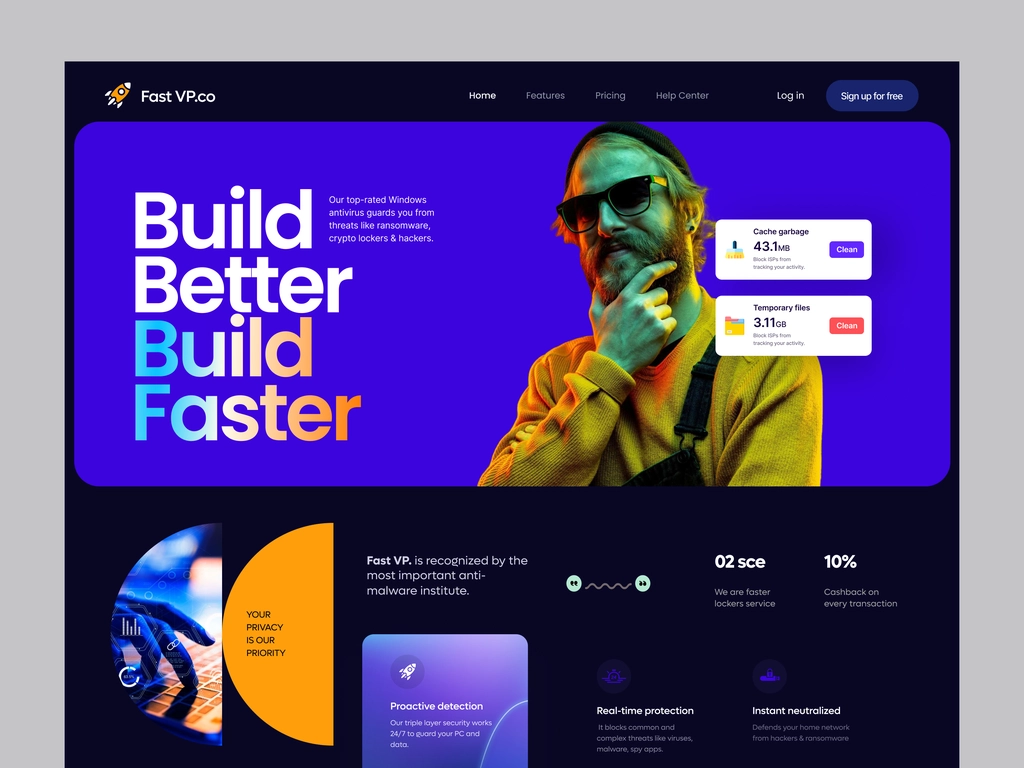 Fast VP.co
Home
Features
Pricing
Help Center
Log in
Sign up for free
Build
Better
Build
Faster
Our top-rated Windows
antivirus guards you from
threats like ransomware,
crypto lockers & hackers.
Cache garbage
43.1MB
Block ISPs from
tracking your activity.
Clean
Temporary files
3.11GB
Block ISPs from
tracking your activity.
Clean
YOUR
PRIVACY
IS OUR
PRIORITY
Fast VP. is recognized by the
most important anti-
malware institute.
02 sce
We are faster
lockers service
10%
Cashback on
every transaction
Proactive detection
Our triple layer security works
24/7 to guard your PC and
data.
Real-time protection
It blocks common and
complex threats like viruses,
malware, spy apps.
Instant neutralized
Defends your home network
from hackers & ransomware